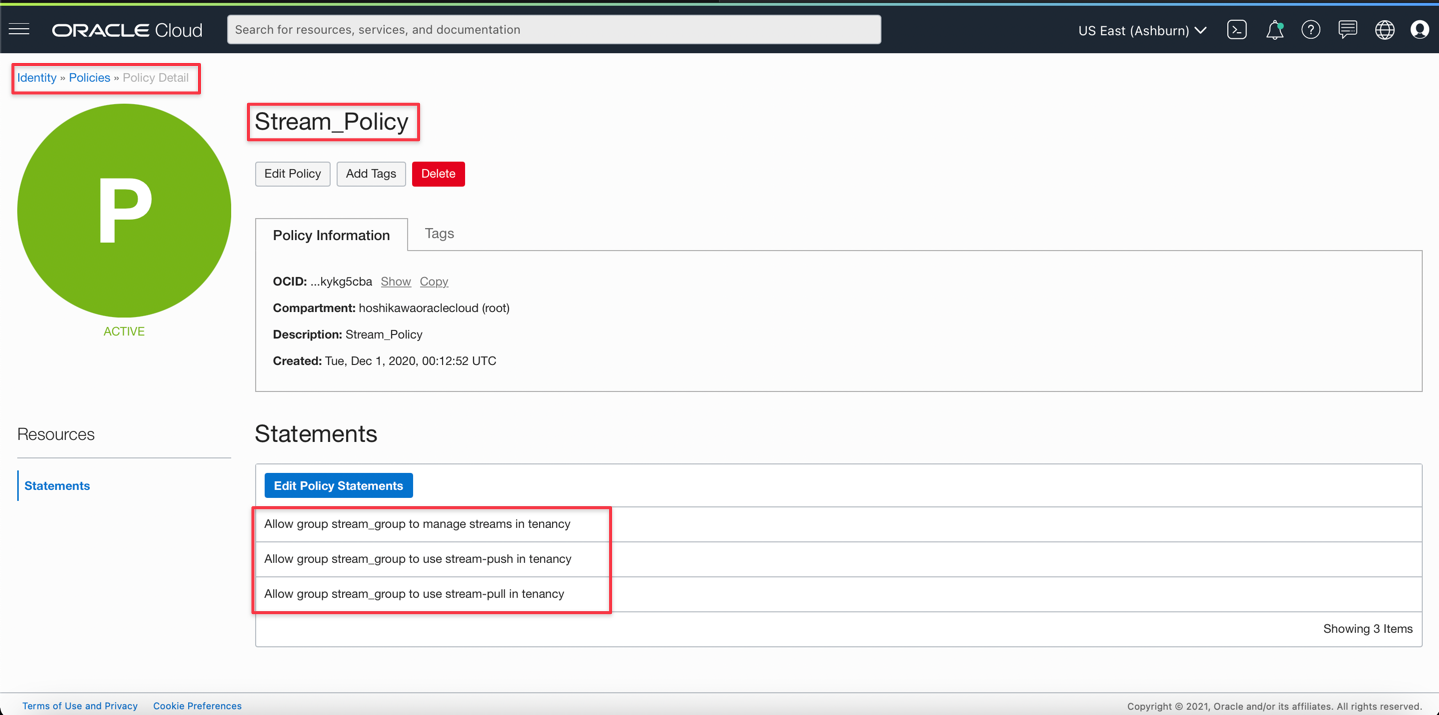 ORACLE Cloud
Search for resources, services, and documentation
US East (Ashburn)
Identity » Policies » Policy Detail
P
ACTIVE
Stream_Policy
Edit Policy
Add Tags
Delete
Policy Information
Tags
OCID: ...kykg5cba Show Copy
Compartment: hoshikawaoraclecloud (root)
Description: Stream_Policy
Created: Tue, Dec 1, 2020, 00:12:52 UTC
Resources
Statements
Statements
Edit Policy Statements
Allow group stream_group to manage streams in tenancy
Allow group stream_group to use stream-push in tenancy
Allow group stream_group to use stream-pull in tenancy
Showing 3 Items
Terms of Use and Privacy
Cookie Preferences
Copyright © 2021, Oracle and/or its affiliates. All rights reserved.